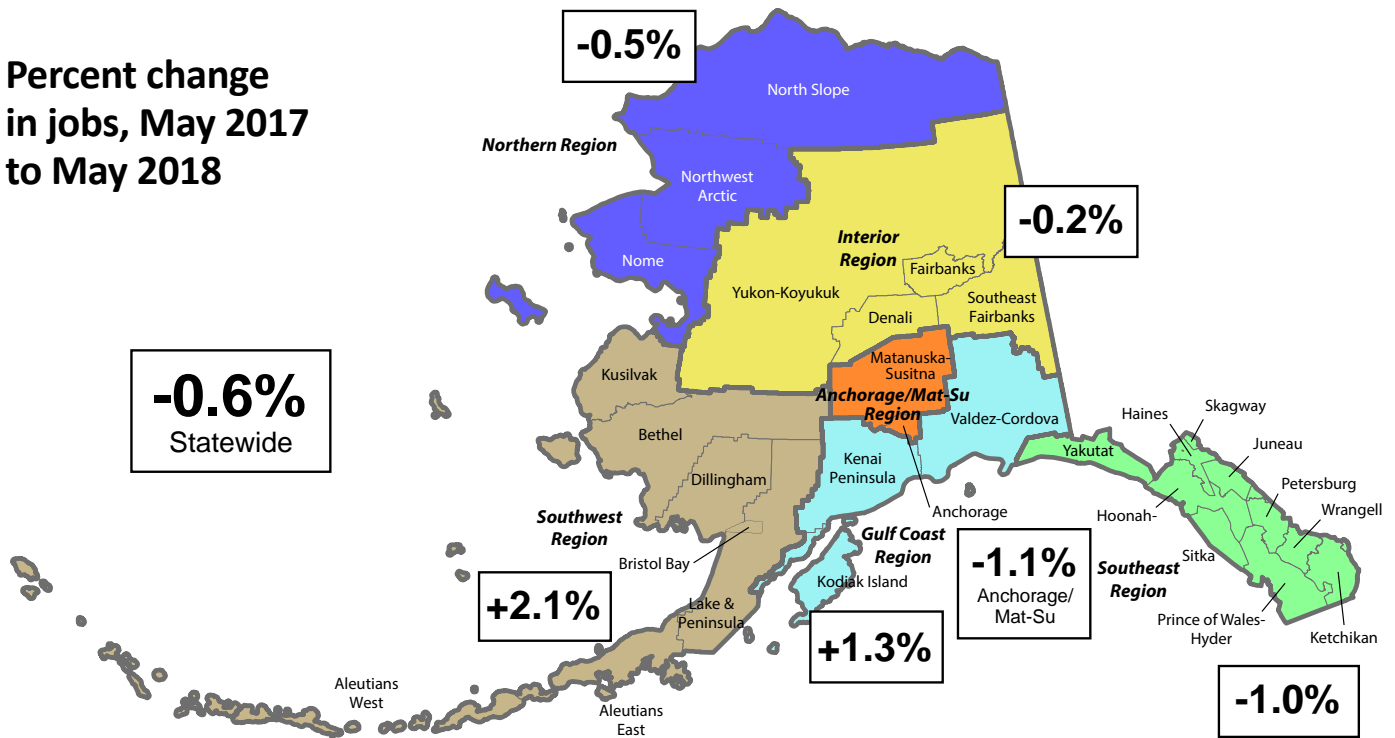 Percent change
in jobs, May 2017
to May 2018
-0.5%
North Slope
Northern Region
Northwest
Arctic
-0.2%
Interior
Region
Nome
Fairbanks
Yukon-Koyukuk
Southeast
Fairbanks
Denali
-0.6%
Statewide
Kusilvak
Matanuska-
Susitna
Anchorage/Mat-Su
Region
Valdez-Cordova
Haines
Skagway
Bethel
Yakutat
Juneau
Kenai
Peninsula
Dillingham
Petersburg
Anchorage
Hoonah-
Wrangell
Southwest
Region
Gulf Coast
Region
Bristol Bay
-1.1%
Anchorage/
Mat-Su
Southeast
Region
Sitka
Kodiak Island
+2.1%
Lake &
Peninsula
Prince of Wales-
Hyder
Ketchikan
+1.3%
Aleutians
West
Aleutians
East
-1.0%